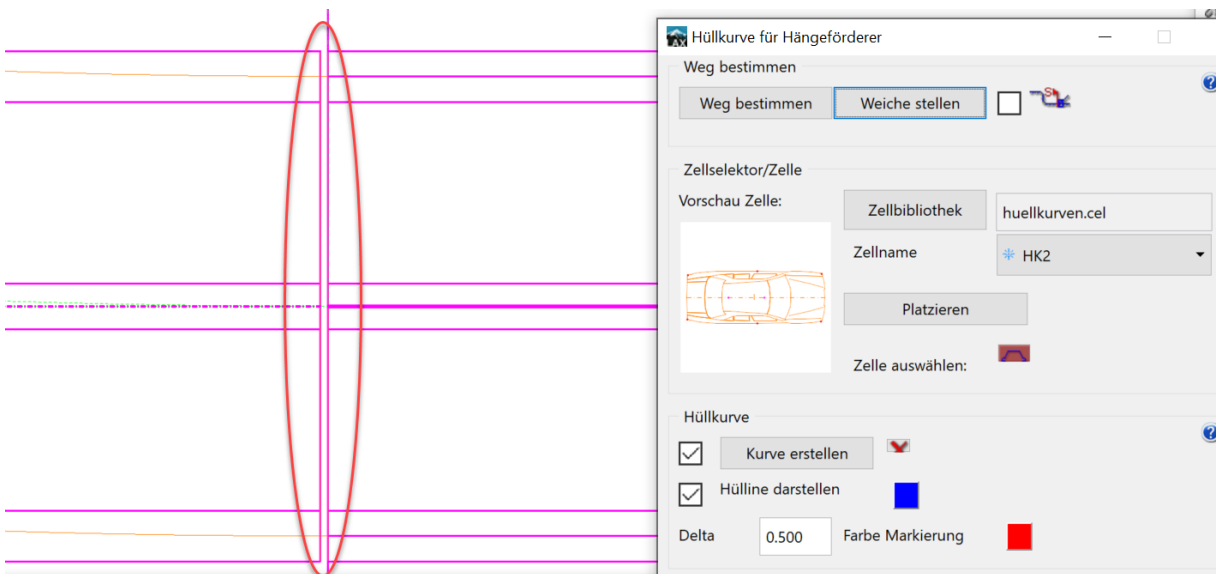 AX Hüllkurve für Hängeförderer
Weg bestimmen
Weg bestimmen Weiche stellen
Zellselektor/Zelle
Vorschau Zelle: Zellbibliothek huellkurven.cel
Zellname HK2
Platzieren
Zelle auswählen:
Hüllkurve
Kurve erstellen
Hülline darstellen
Delta 0.500 Farbe Markierung